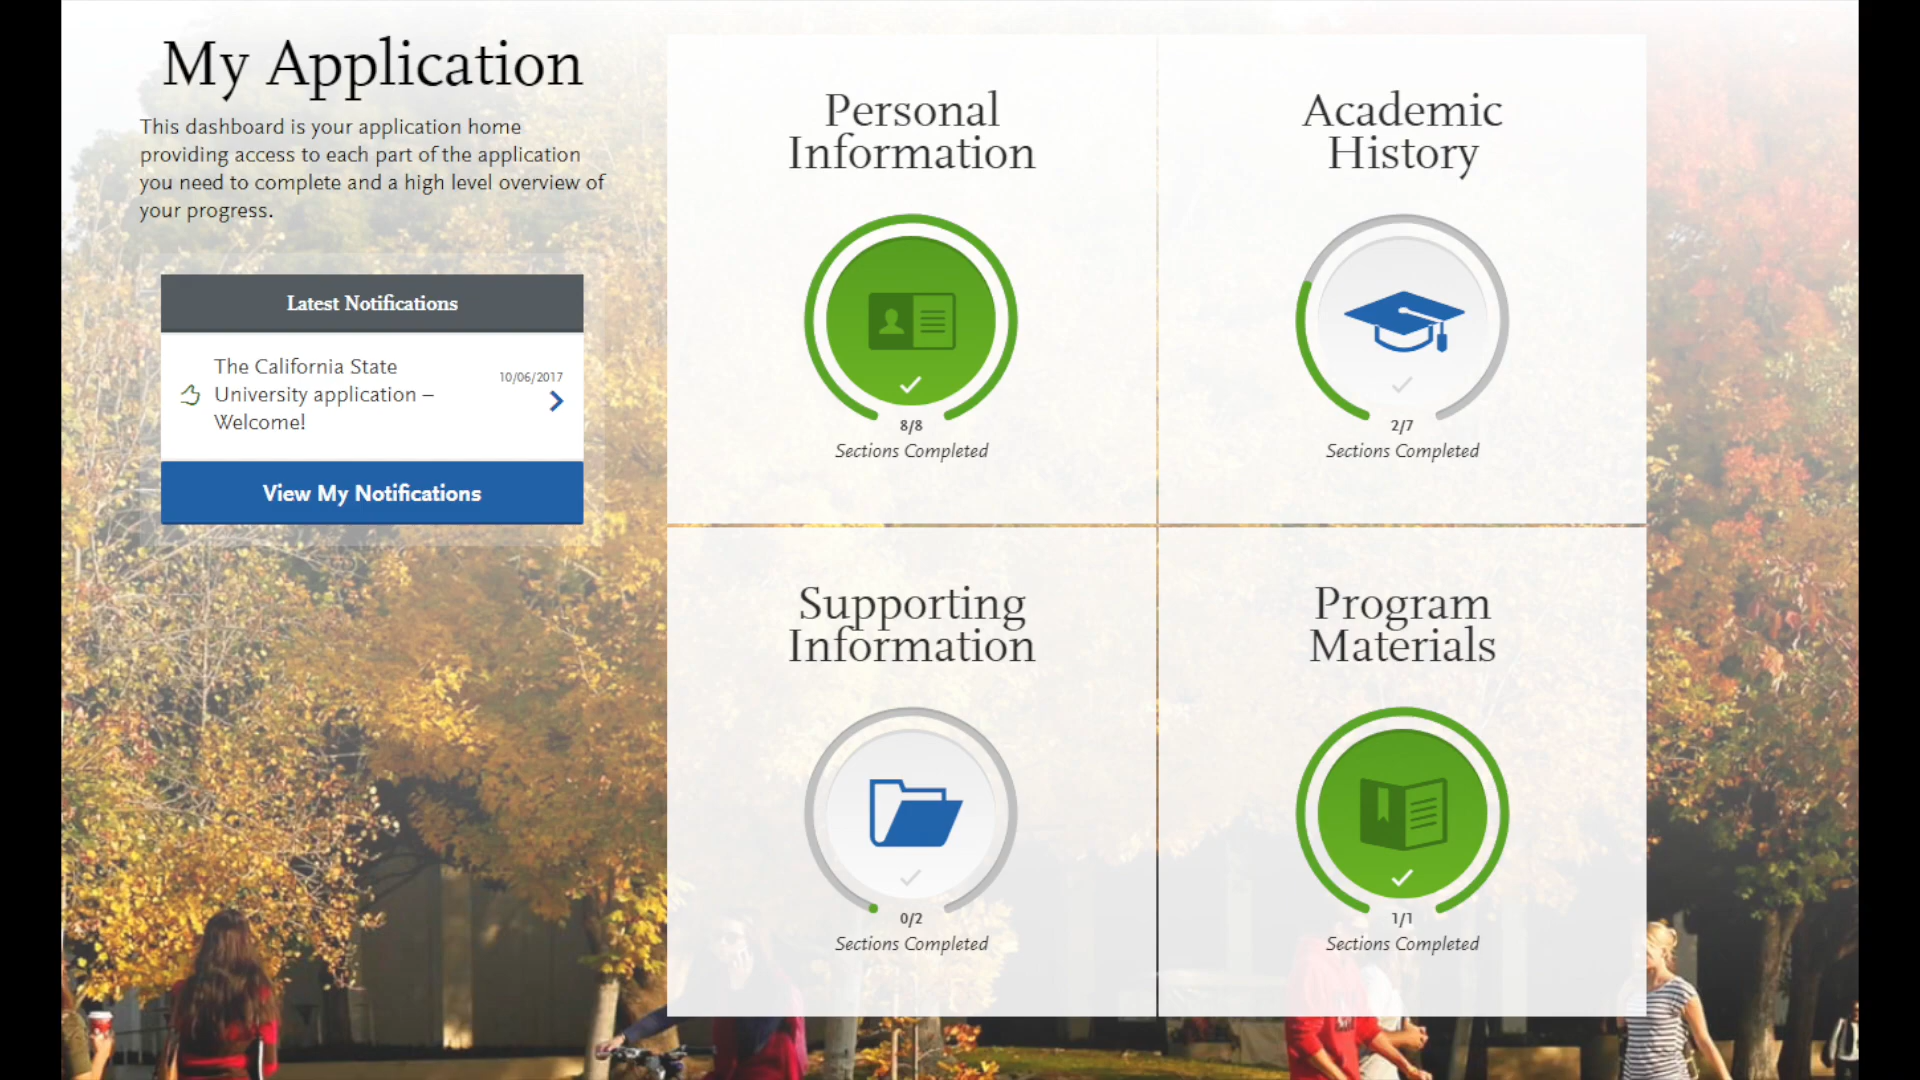 My Application
This dashboard is your application home
providing access to each part of the application
you need to complete and a high level overview of
your progress.
Latest Notifications
The California State
University application –
Welcome!
10/06/2017
View My Notifications
Personal
Information
8/8
Sections Completed
Academic
History
2/7
Sections Completed
Supporting
Information
0/2
Sections Completed
Program
Materials
1/1
Sections Completed